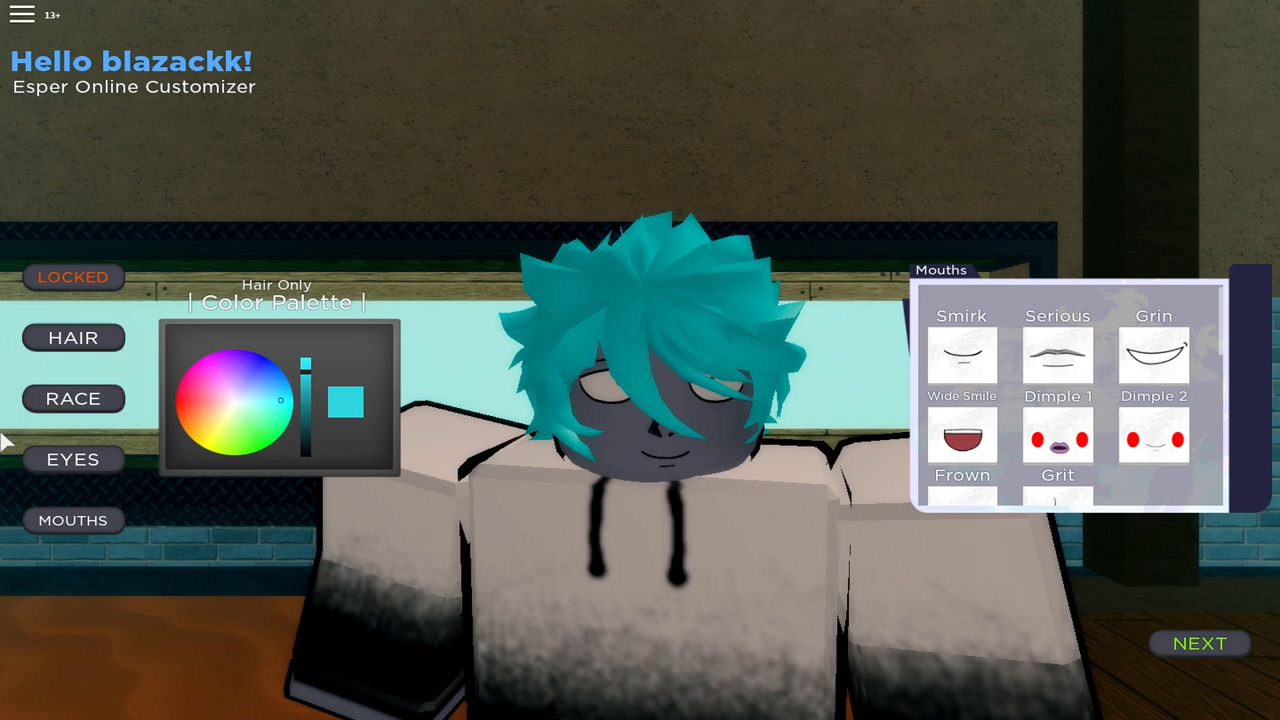 13+
Hello blazackk!
Esper Online Customizer
LOCKED
HAIR
RACE
EYES
MOUTHS
Hair Only
| Color Palette |
Mouths
Smirk Serious Grin
Wide Smile Dimple 1 Dimple 2
Frown Grit
NEXT